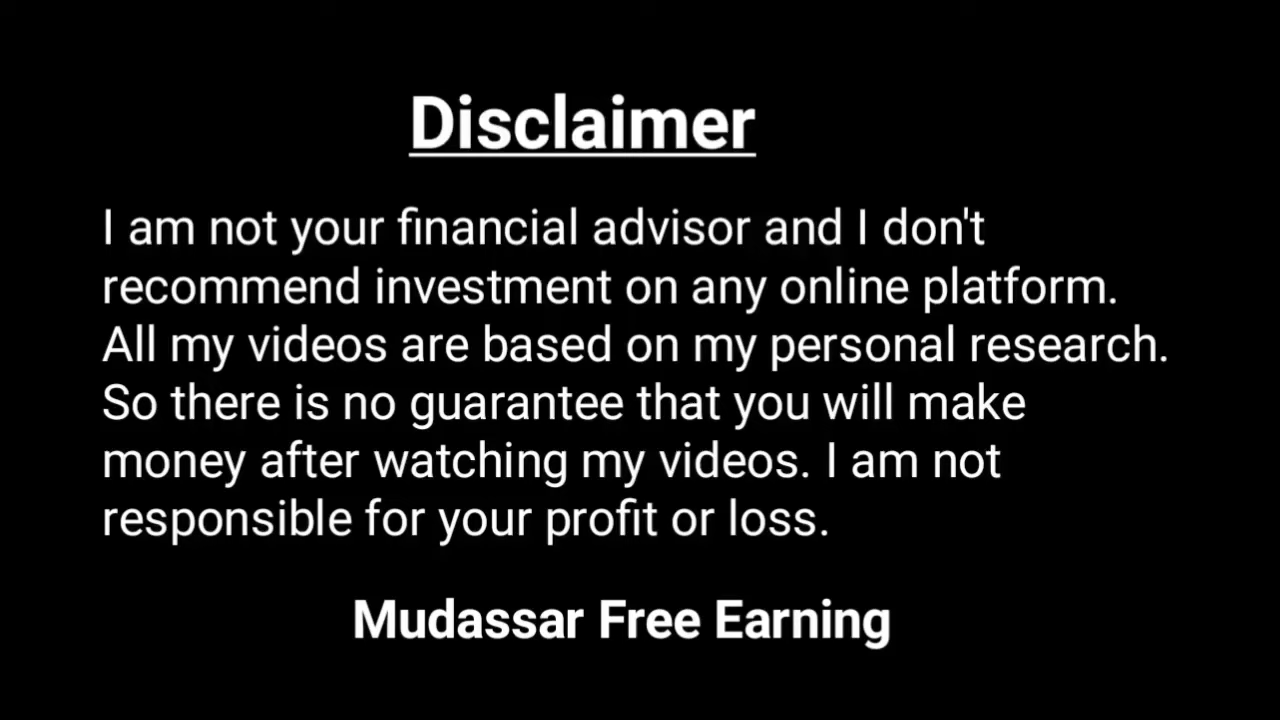 Disclaimer
I am not your financial advisor and I don't
recommend investment on any online platform.
All my videos are based on my personal research.
So there is no guarantee that you will make
money after watching my videos. I am not
responsible for your profit or loss.
Mudassar Free Earning